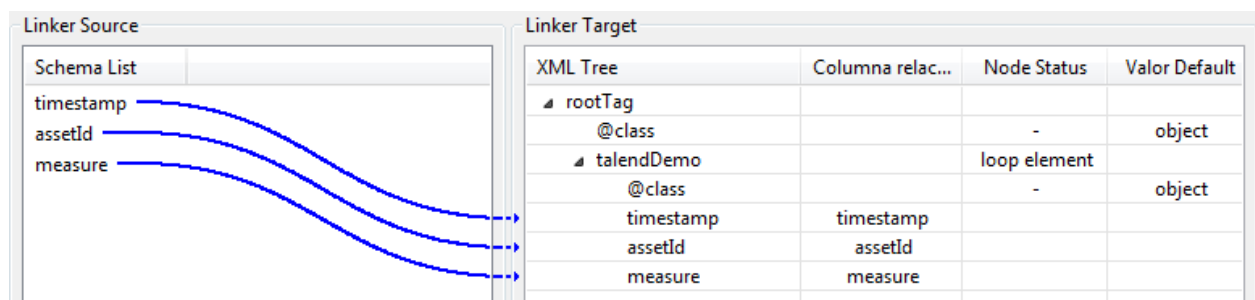 Linker Source
Schema List
timestamp
assetId
measure
Linker Target
XML Tree Columna relac... Node Status Valor Default
rootTag
@class - object
talendDemo loop element
@class - object
timestamp timestamp
assetId assetId
measure measure